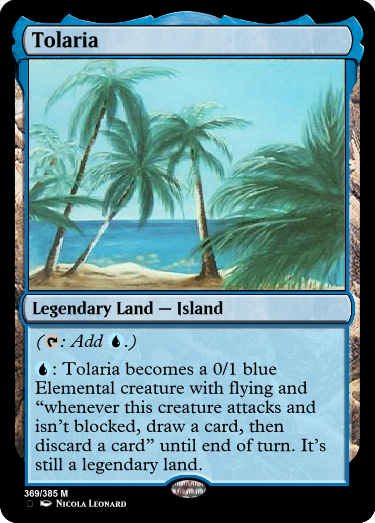 Tolaria
Legendary Land — Island
(: Add .)
: Tolaria becomes a 0/1 blue
Elemental creature with flying and
“whenever this creature attacks and
isn’t blocked, draw a card, then
discard a card” until end of turn. It’s
still a legendary land.
369/385 M
Nicola Leonard